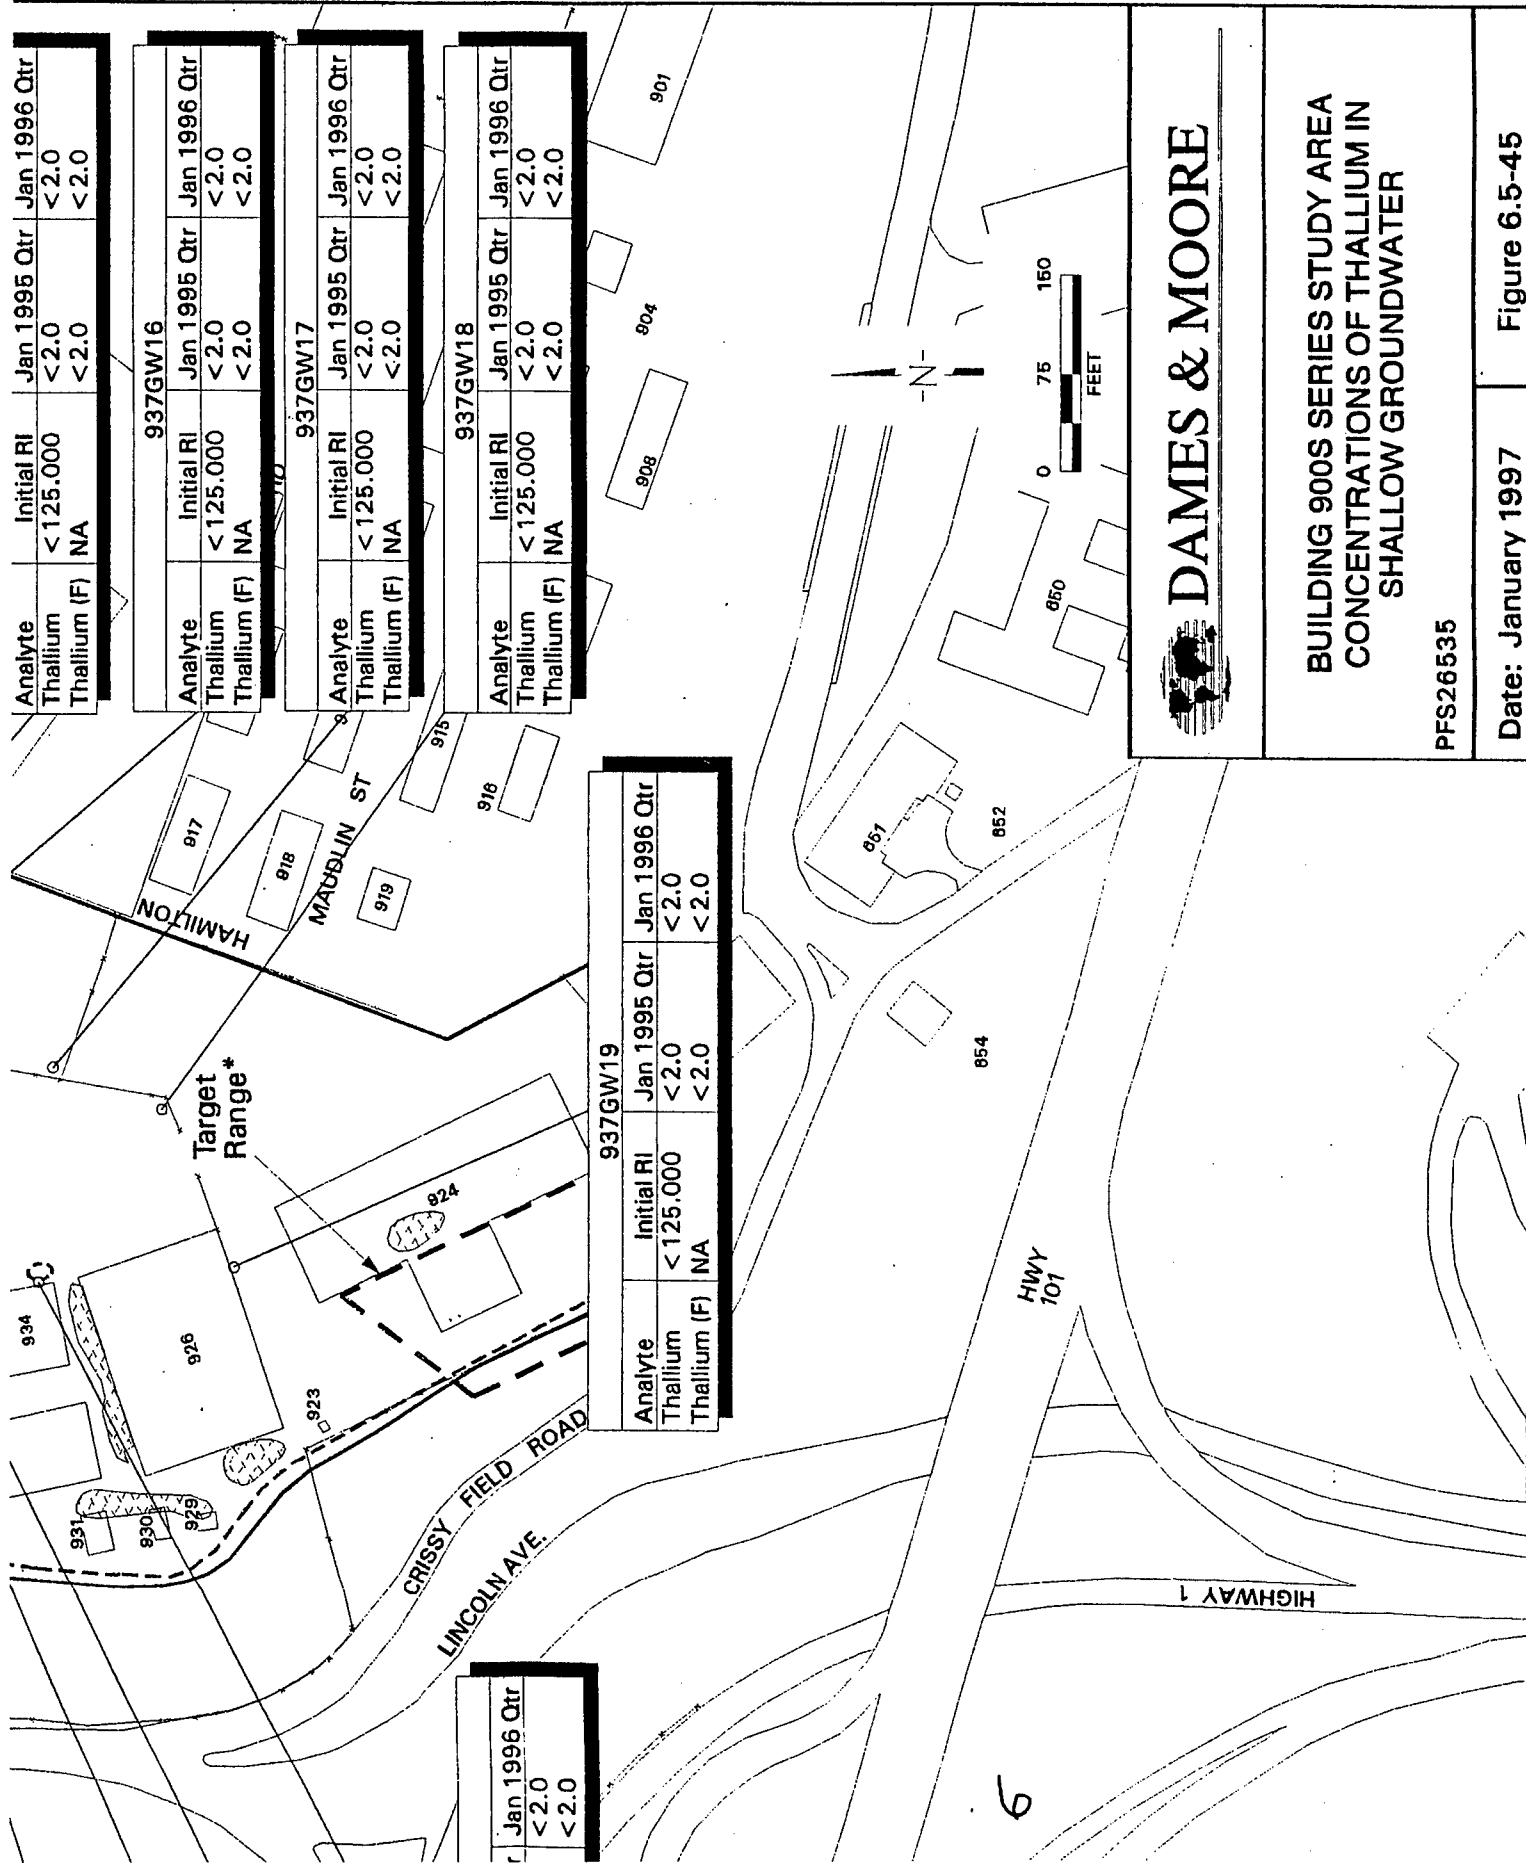 Analyte Initial RI Jan 1995 Qtr Jan 1996 Qtr
Thallium <125.000 <2.0 <2.0
Thallium (F) NA <2.0 <2.0
937GW16
Analyte Initial RI Jan 1995 Qtr Jan 1996 Qtr
Thallium <125.000 <2.0 <2.0
Thallium (F) NA <2.0 <2.0
937GW17
Analyte Initial RI Jan 1995 Qtr Jan 1996 Qtr
Thallium <125.000 <2.0 <2.0
Thallium (F) NA <2.0 <2.0
937GW18
Analyte Initial RI Jan 1995 Qtr Jan 1996 Qtr
Thallium <125.000 <2.0 <2.0
Thallium (F) NA <2.0 <2.0
937GW19
Analyte Initial RI Jan 1995 Qtr Jan 1996 Qtr
Thallium <125.000 <2.0 <2.0
Thallium (F) NA <2.0 <2.0
Jan 1996 Qtr
<2.0
<2.0
934
926
931
930
929
923
924
Target
Range*
HAMILTON
MAUDLIN ST
917
918
919
915
916
901
904
908
CRISSY FIELD ROAD
LINCOLN AVE.
851
852
854
850
HWY
101
HIGHWAY 1
-N-
0 75 150
FEET
6
DAMES & MOORE
BUILDING 900S SERIES STUDY AREA
CONCENTRATIONS OF THALLIUM IN
SHALLOW GROUNDWATER
PFS26535
Date: January 1997 Figure 6.5-45